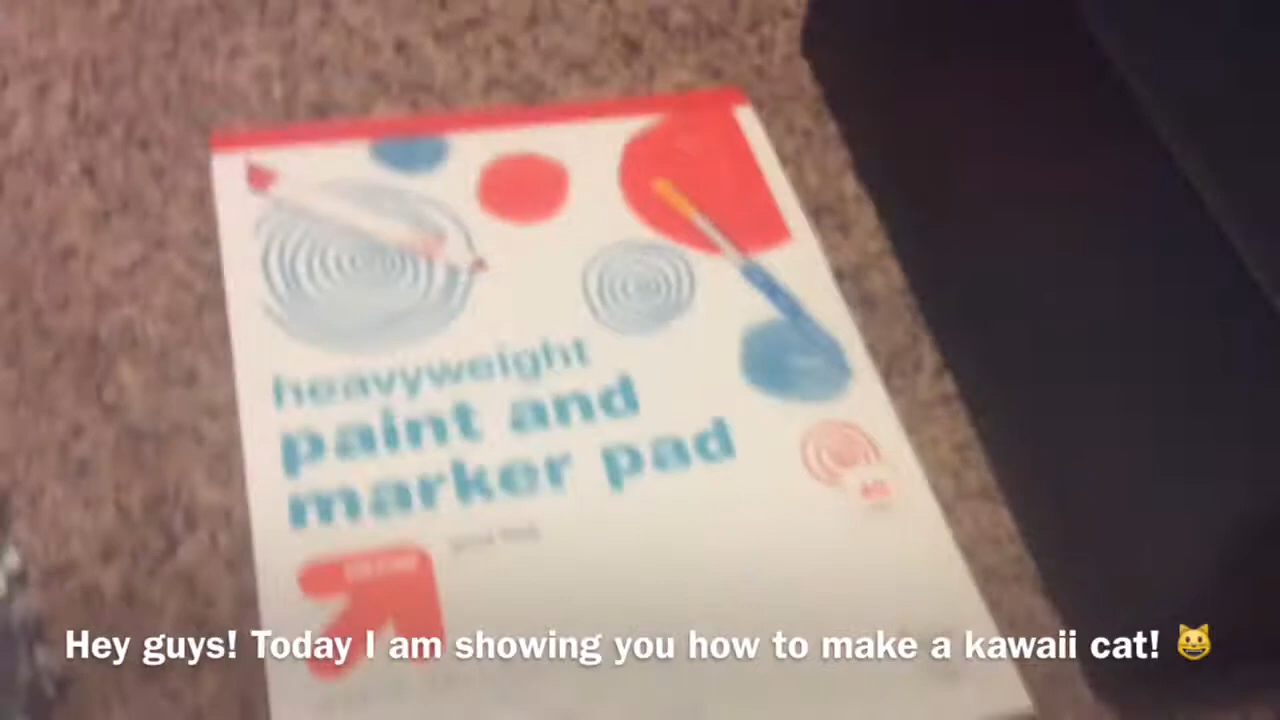 heavyweight
paint and
marker pad
Hey guys! Today I am showing you how to make a kawaii cat! 😸